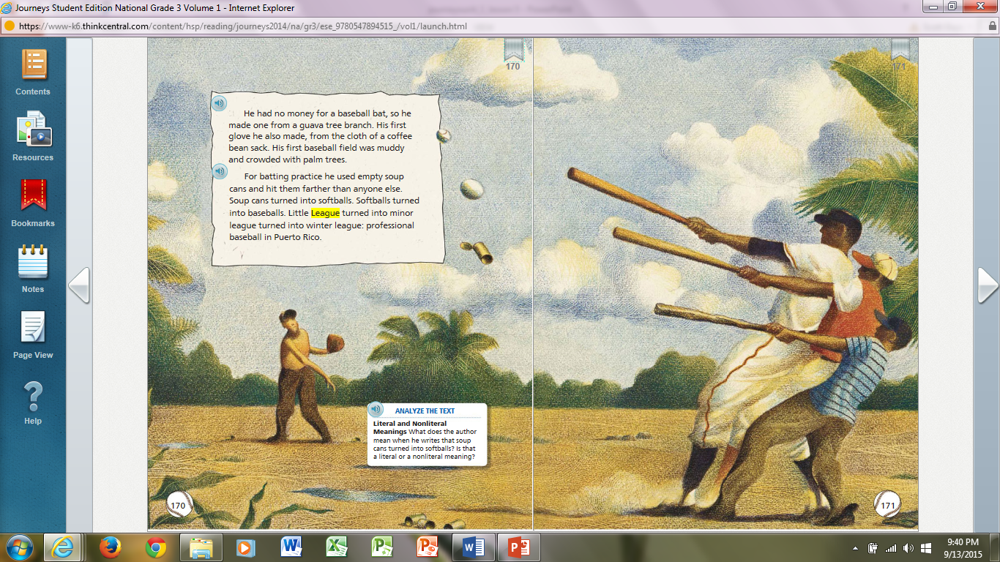 Journeys Student Edition National Grade 3 Volume 1 - Internet Explorer
https://www-k6.thinkcentral.com/content/hsp/reading/journeys2014/na/gr3/ese_9780547894515_/vol1/launch.html
Contents
Resources
Bookmarks
Notes
Page View
Help
170
171
He had no money for a baseball bat, so he
made one from a guava tree branch. His first
glove he also made, from the cloth of a coffee
bean sack. His first baseball field was muddy
and crowded with palm trees.
For batting practice he used empty soup
cans and hit them farther than anyone else.
Soup cans turned into softballs. Softballs turned
into baseballs. Little League turned into minor
league turned into winter league: professional
baseball in Puerto Rico.
ANALYZE THE TEXT
Literal and Nonliteral
Meanings What does the author
mean when he writes that soup
cans turned into softballs? Is that
a literal or a nonliteral meaning?
170
171
9:40 PM
9/13/2015